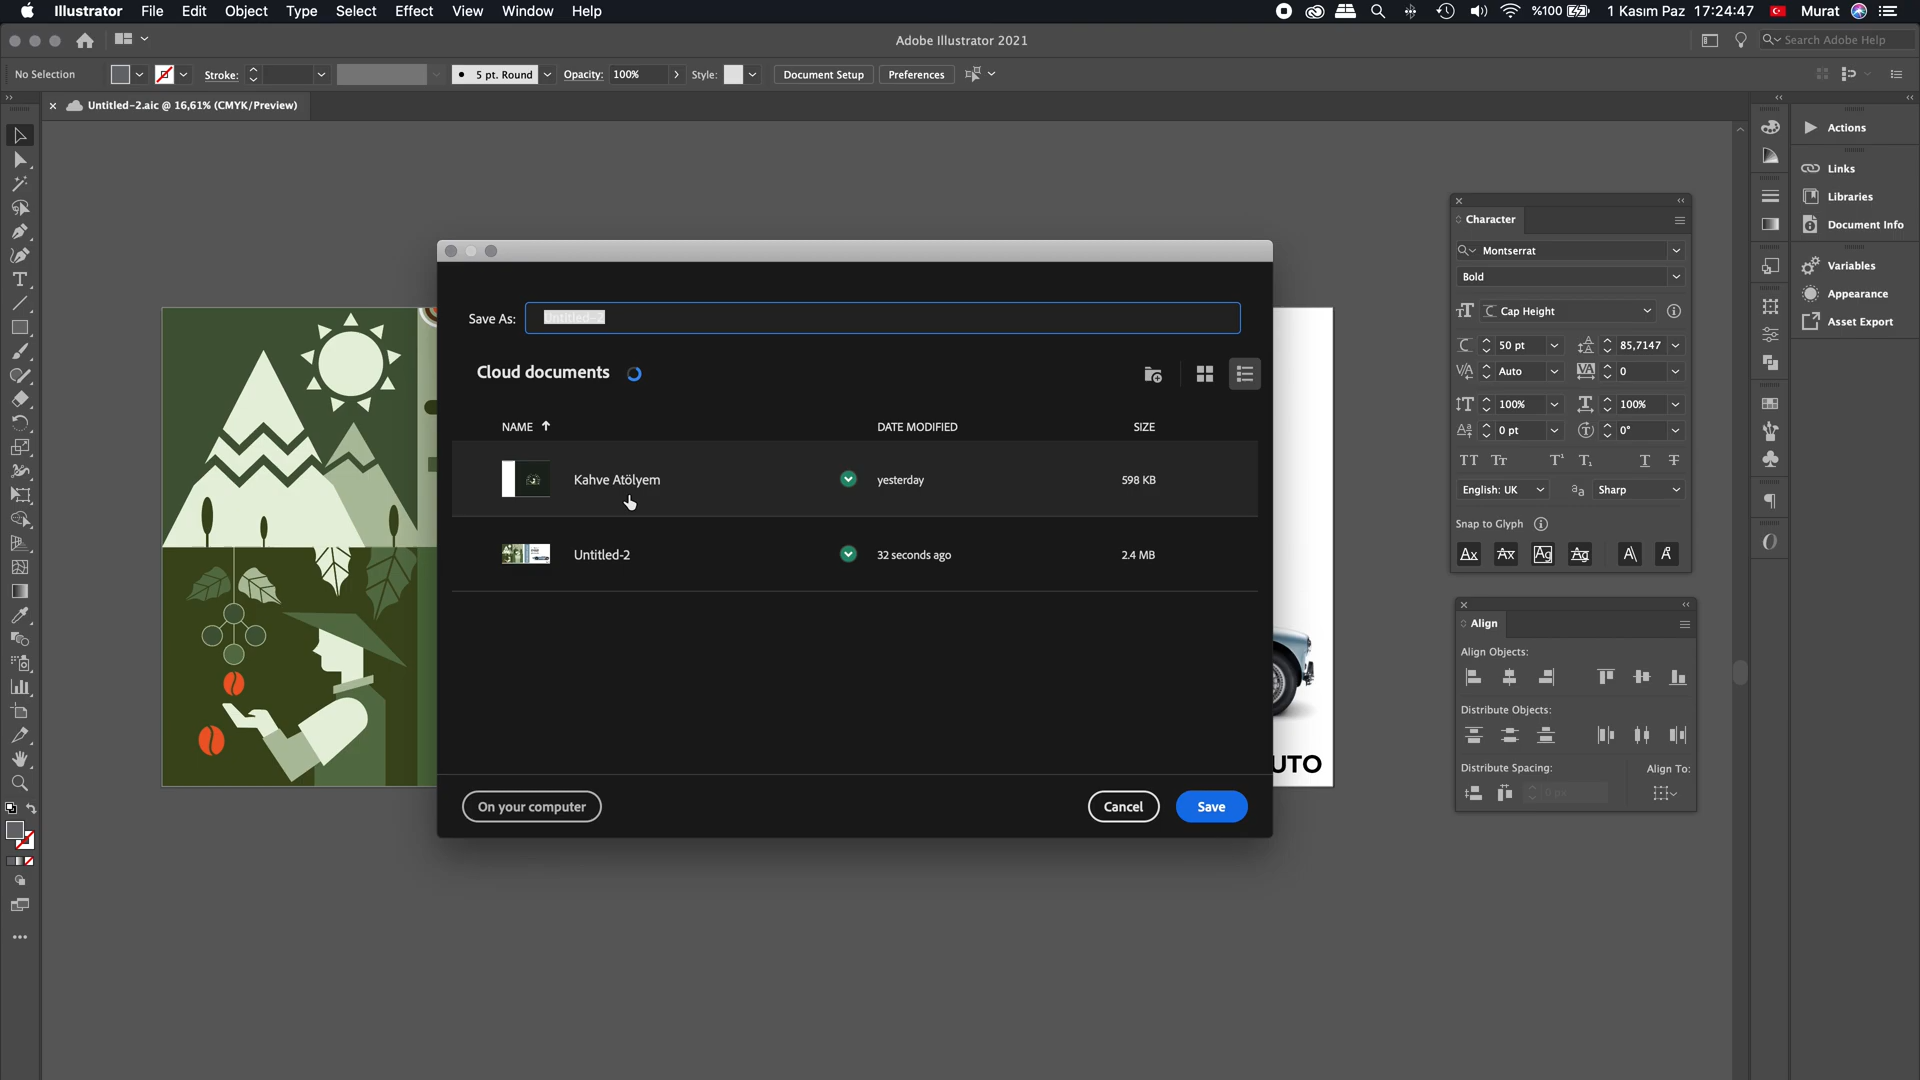 Illustrator File Edit Object Type Select Effect View Window Help %100 1 Kasım Paz 17:24:47 Murat
Adobe Illustrator 2021 Search Adobe Help
No Selection Stroke: 5 pt. Round Opacity: 100% Style: Document Setup Preferences
Untitled-2.aic @ 16,61% (CMYK/Preview)
Save As: Untitled-2
Cloud documents
NAME DATE MODIFIED SIZE
Kahve Atölyem yesterday 598 KB
Untitled-2 32 seconds ago 2.4 MB
On your computer Cancel Save
UTO
Character
Montserrat
Bold
Cap Height
50 pt 85,7147
Auto 0
100% 100%
0 pt 0°
English: UK Sharp
Snap to Glyph
Align
Align Objects:
Distribute Objects:
Distribute Spacing: Align To:
0 px
Actions
Links
Libraries
Document Info
Variables
Appearance
Asset Export